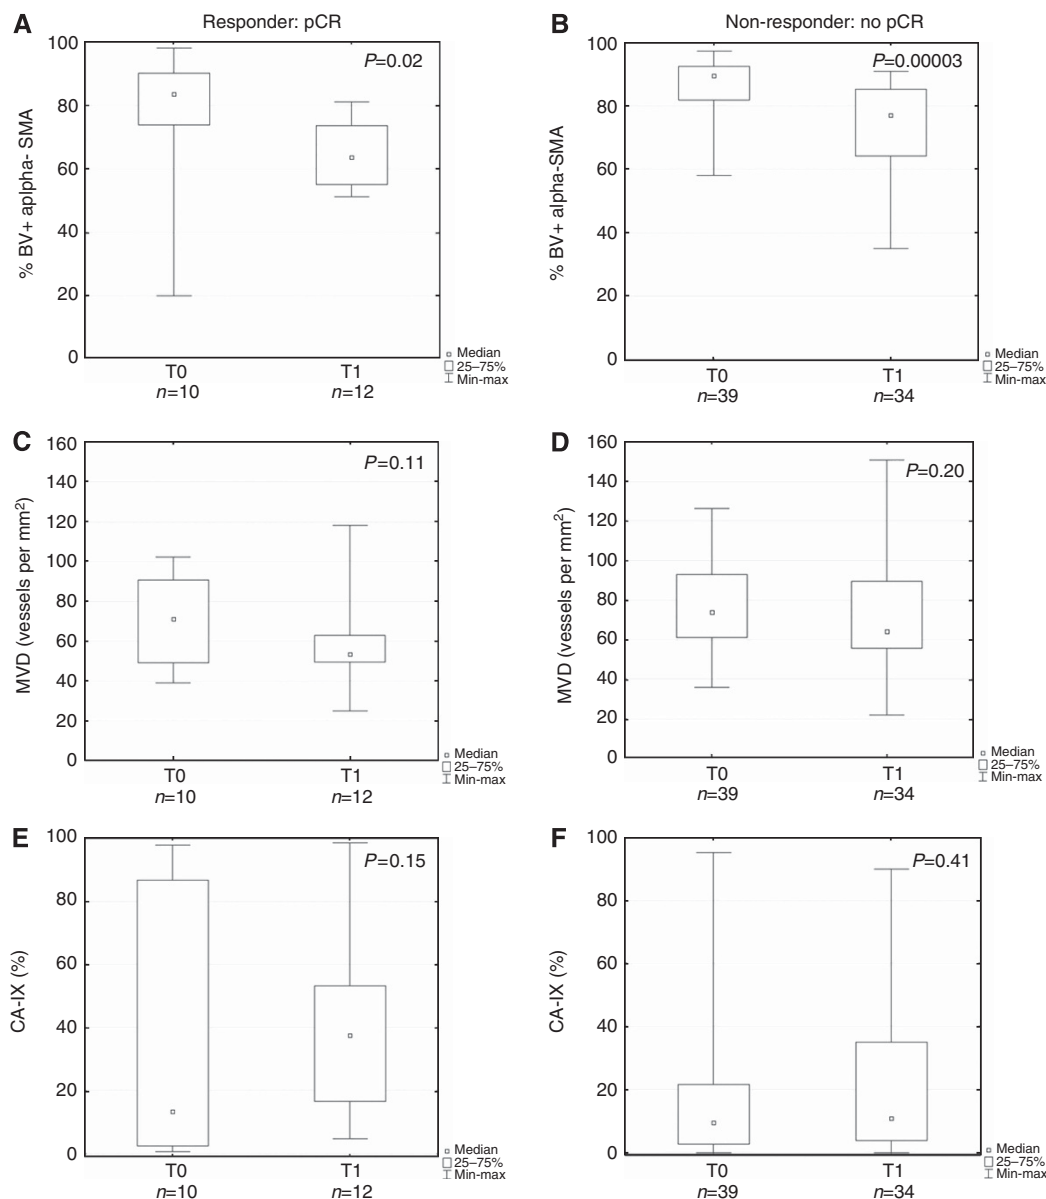 A Responder: pCR
100
80
60
40
20
0
% BV+ aplpha- SMA
P=0.02
T0 T1
n=10 n=12
Median
25–75%
Min-max
B Non-responder: no pCR
100
80
60
40
20
0
% BV+ alpha-SMA
P=0.00003
T0 T1
n=39 n=34
Median
25–75%
Min-max
C
160
140
120
100
80
60
40
20
0
MVD (vessels per mm²)
P=0.11
T0 T1
n=10 n=12
Median
25–75%
Min-max
D
160
140
120
100
80
60
40
20
0
MVD (vessels per mm²)
P=0.20
T0 T1
n=39 n=34
Median
25–75%
Min-max
E
100
80
60
40
20
0
CA-IX (%)
P=0.15
T0 T1
n=10 n=12
Median
25–75%
Min-max
F
100
80
60
40
20
0
CA-IX (%)
P=0.41
T0 T1
n=39 n=34
Median
25–75%
Min-max